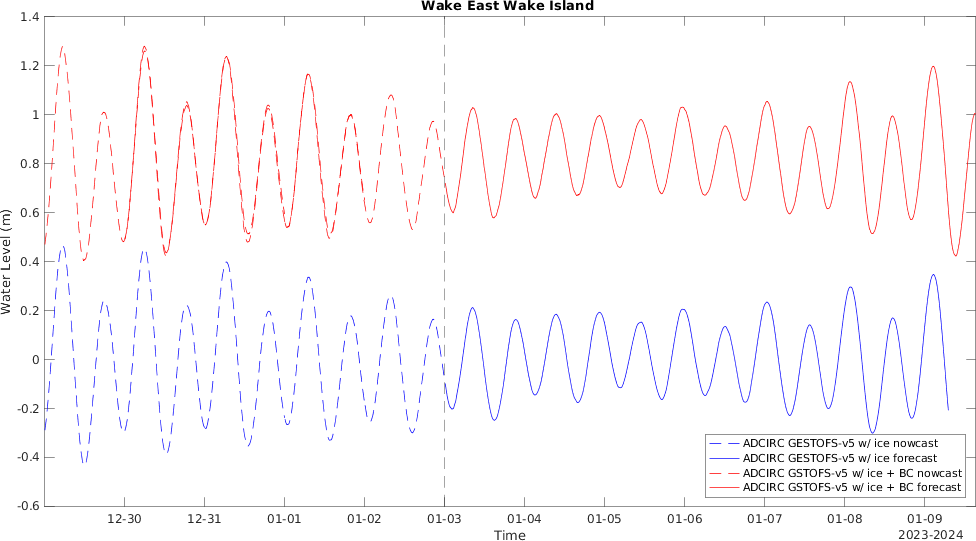 Wake East Wake Island
Water Level (m)
1.4
1.2
1
0.8
0.6
0.4
0.2
0
-0.2
-0.4
-0.6
ADCIRC GESTOFS-v5 w/ ice nowcast
ADCIRC GESTOFS-v5 w/ ice forecast
ADCIRC GSTOFS-v5 w/ ice + BC nowcast
ADCIRC GSTOFS-v5 w/ ice + BC forecast
12-30 12-31 01-01 01-02 01-03 01-04 01-05 01-06 01-07 01-08 01-09
Time
2023-2024